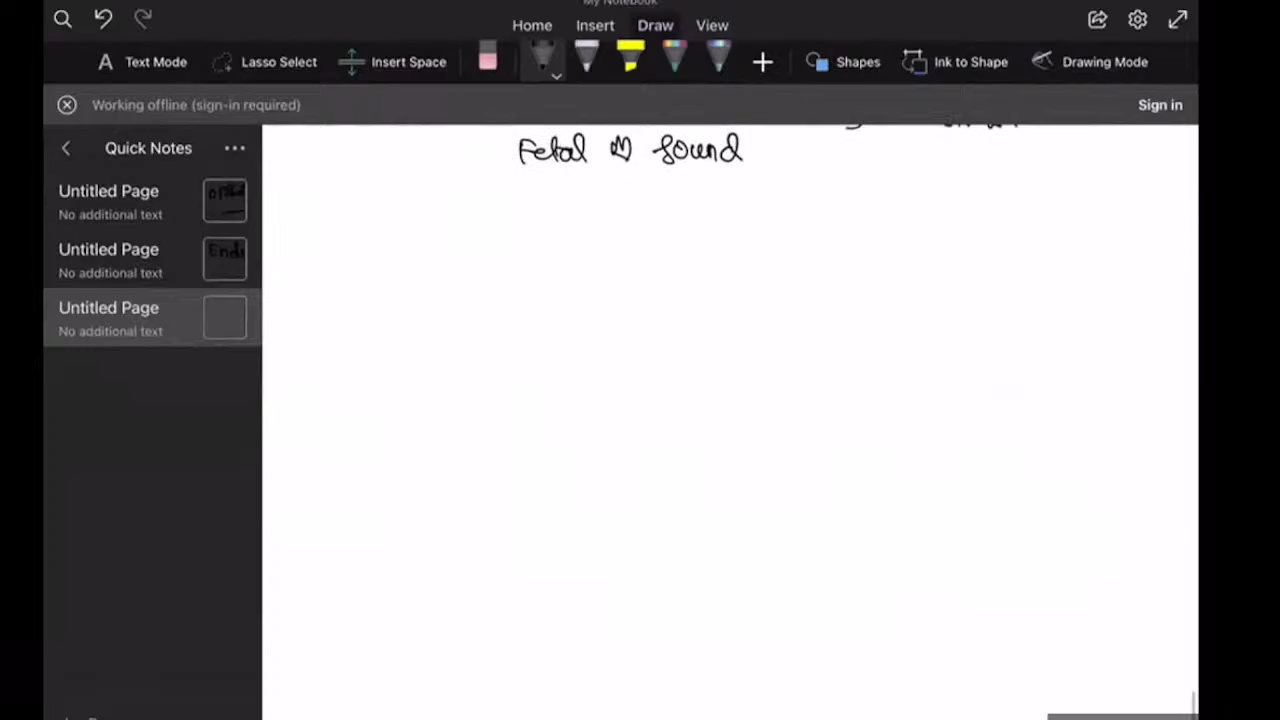 My Notebook
Home Insert Draw View
Text Mode Lasso Select Insert Space Shapes Ink to Shape Drawing Mode
Working offline (sign-in required) Sign in
Quick Notes
Fetal ♡ sound
Untitled Page
No additional text
Untitled Page
No additional text
Untitled Page
No additional text